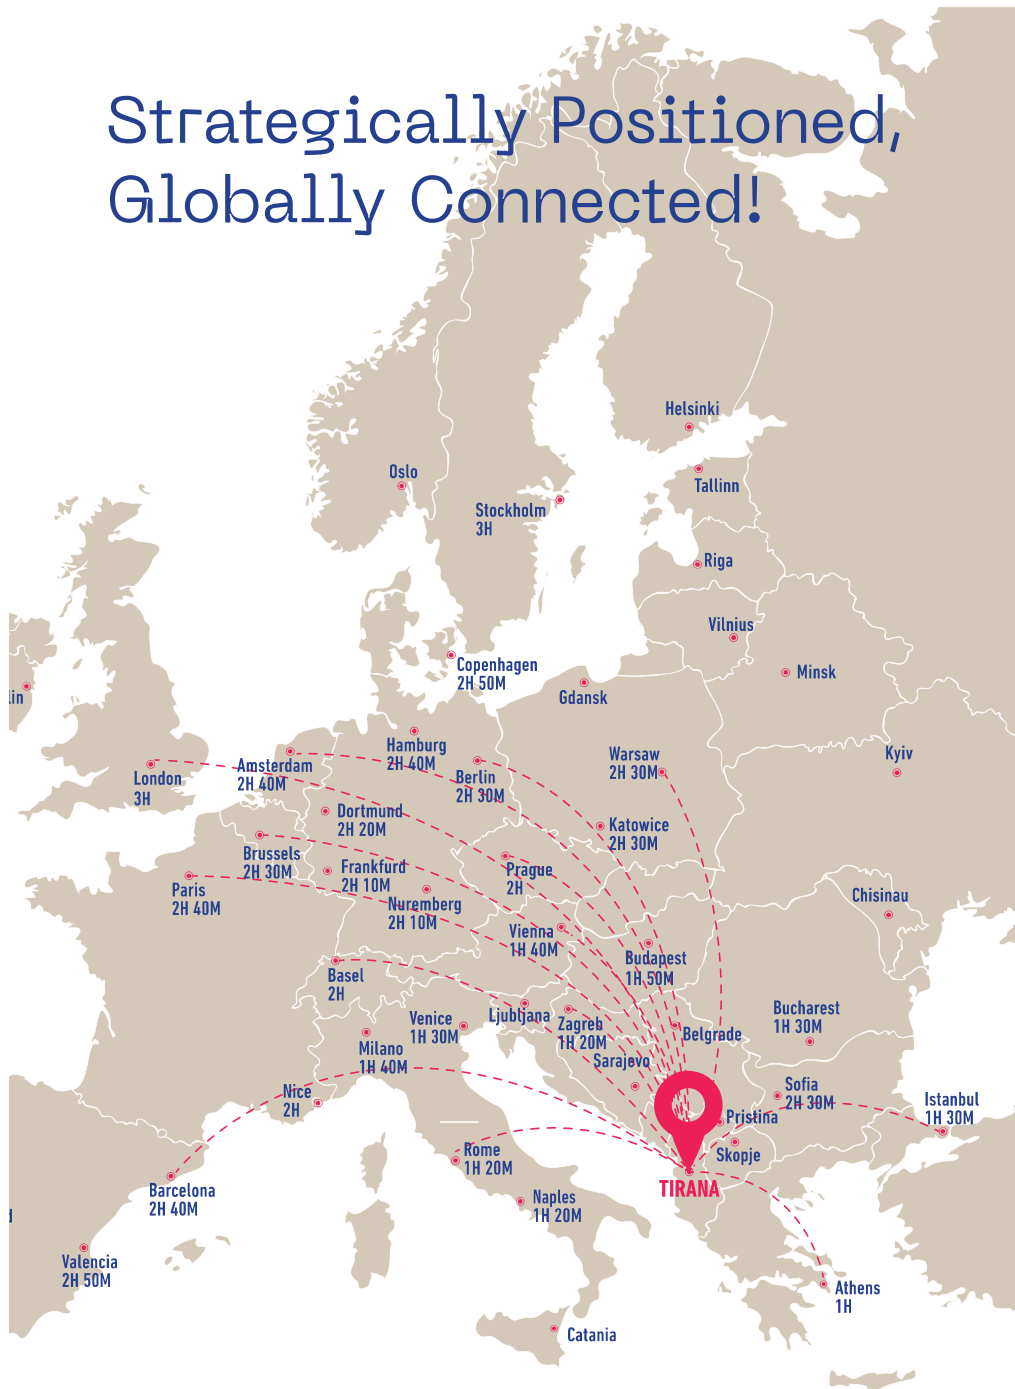 Strategically Positioned,
Globally Connected!
Helsinki
Oslo
Tallinn
Stockholm
3H
Riga
Vilnius
Copenhagen
2H 50M
Minsk
lin
Gdansk
Hamburg
2H 40M
Warsaw
2H 30M
Kyiv
Amsterdam
2H 40M
London
3H
Berlin
2H 30M
Dortmund
2H 20M
Katowice
2H 30M
Brussels
2H 30M
Frankfurd
2H 10M
Prague
2H
Paris
2H 40M
Nuremberg
2H 10M
Chisinau
Vienna
1H 40M
Budapest
1H 50M
Basel
2H
Ljubljana
Venice
1H 30M
Zagreb
1H 20M
Bucharest
1H 30M
Belgrade
Milano
1H 40M
Sarajevo
Nice
2H
Sofia
2H 30M
Istanbul
1H 30M
Pristina
Rome
1H 20M
Skopje
TIRANA
Barcelona
2H 40M
Naples
1H 20M
d
Valencia
2H 50M
Athens
1H
Catania